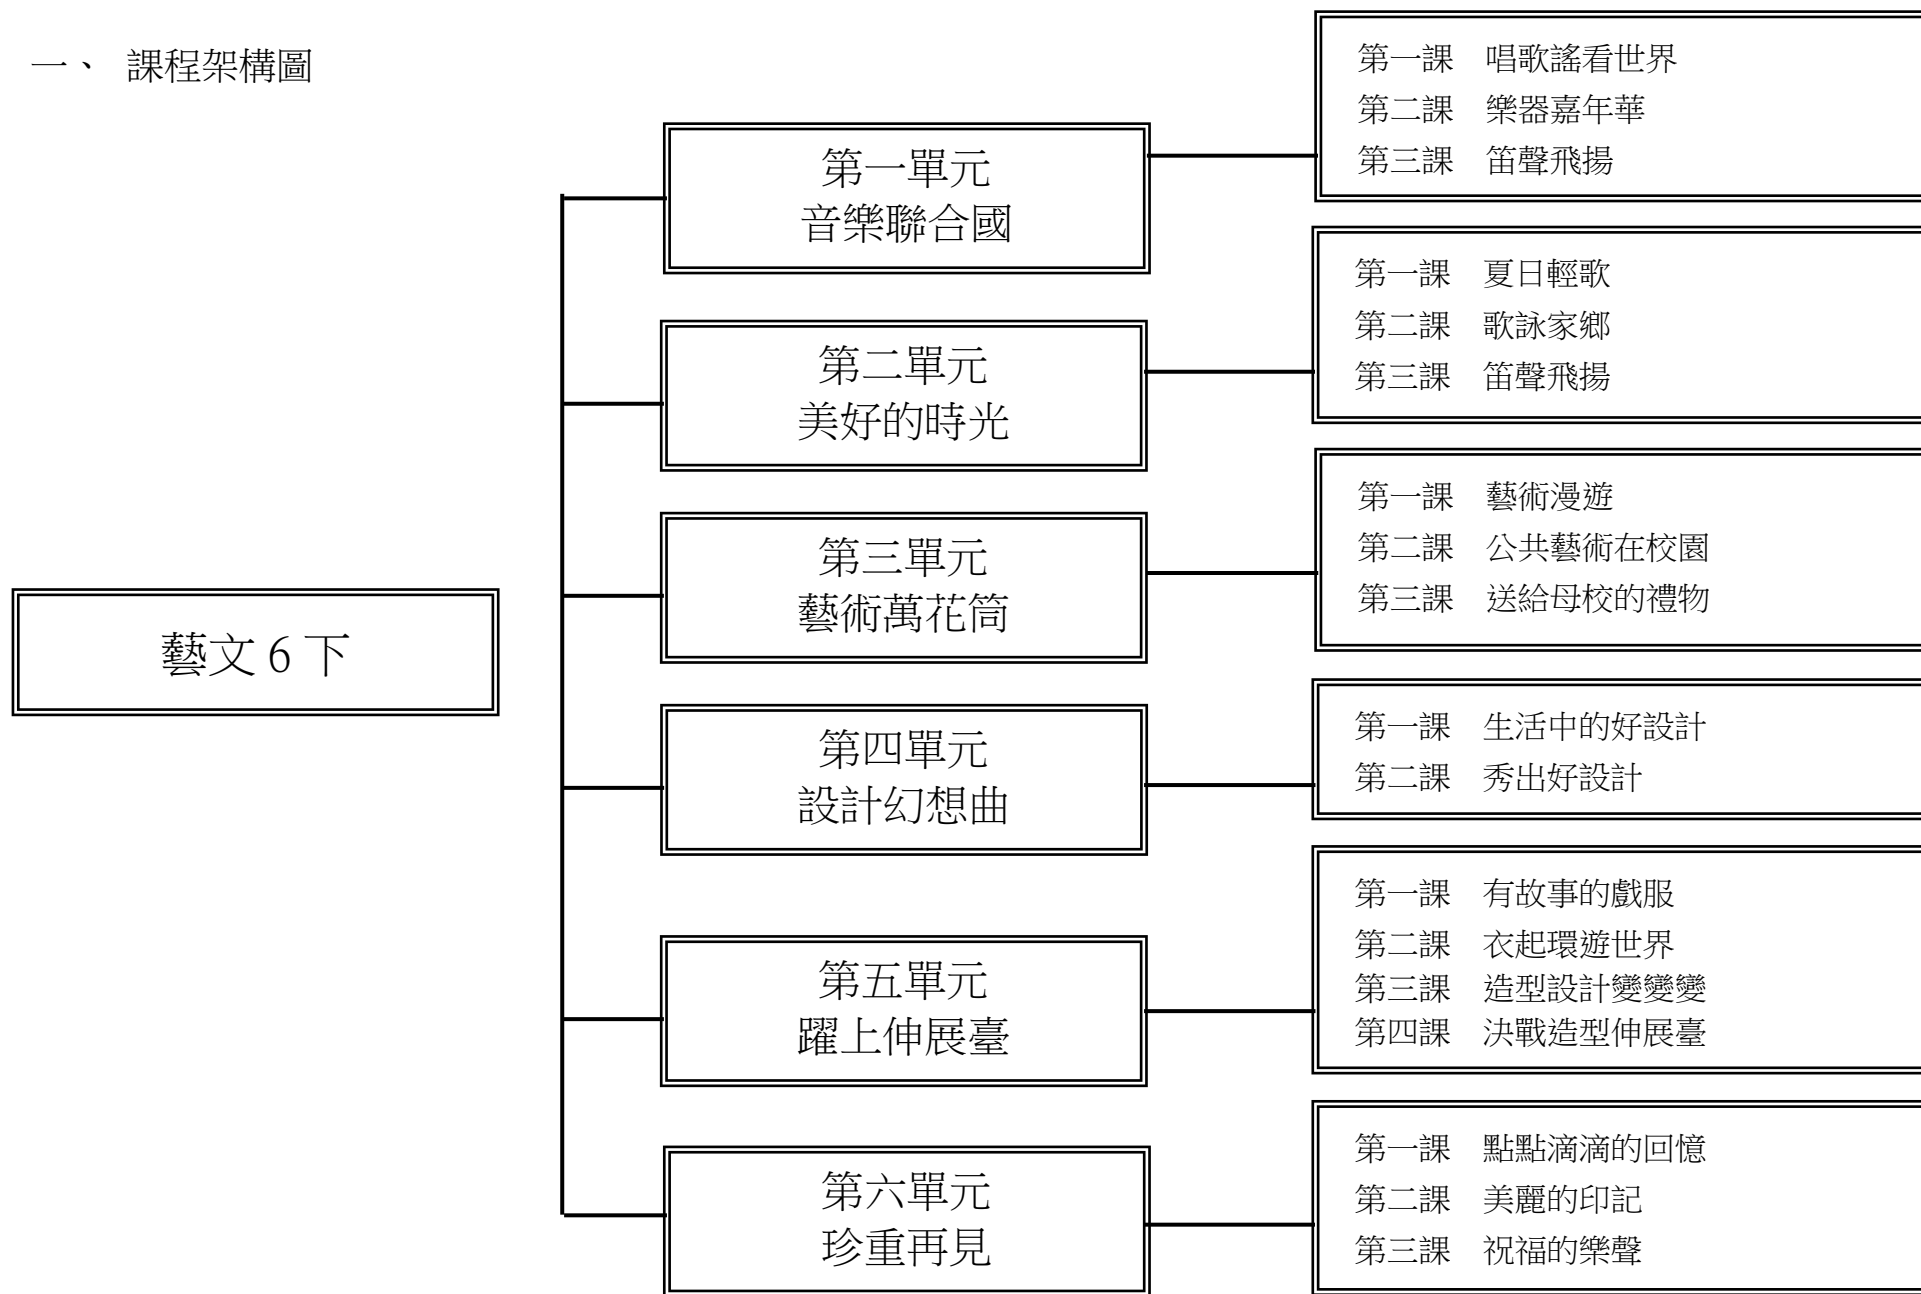 一、 課程架構圖
藝文6下
第一單元
音樂聯合國
第一課 唱歌謠看世界
第二課 樂器嘉年華
第三課 笛聲飛揚
第二單元
美好的時光
第一課 夏日輕歌
第二課 歌詠家鄉
第三課 笛聲飛揚
第三單元
藝術萬花筒
第一課 藝術漫遊
第二課 公共藝術在校園
第三課 送給母校的禮物
第四單元
設計幻想曲
第一課 生活中的好設計
第二課 秀出好設計
第五單元
躍上伸展臺
第一課 有故事的戲服
第二課 衣起環遊世界
第三課 造型設計變變變
第四課 決戰造型伸展臺
第六單元
珍重再見
第一課 點點滴滴的回憶
第二課 美麗的印記
第三課 祝福的樂聲